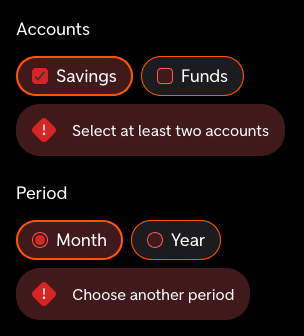 Accounts
Savings Funds
Select at least two accounts
Period
Month Year
Choose another period